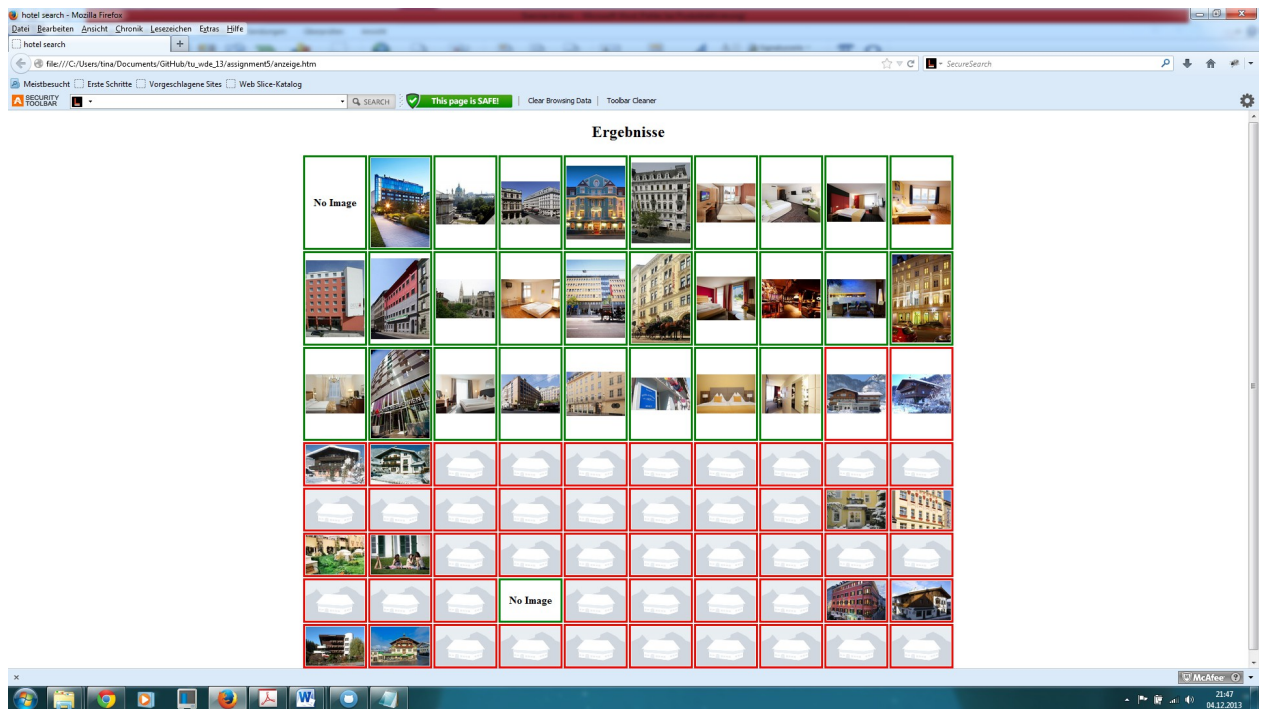 hotel search - Mozilla Firefox
Datei Bearbeiten Ansicht Chronik Lesezeichen Extras Hilfe
hotel search +
file:///C:/Users/tina/Documents/GitHub/tu_wde_13/assignment5/anzeige.htm SecureSearch
Meistbesucht Erste Schritte Vorgeschlagene Sites Web Slice-Katalog
SECURITY TOOLBAR SEARCH This page is SAFE! Clear Browsing Data Toolbar Cleaner
Ergebnisse
No Image
No Image
× McAfee
21:47
04.12.2013